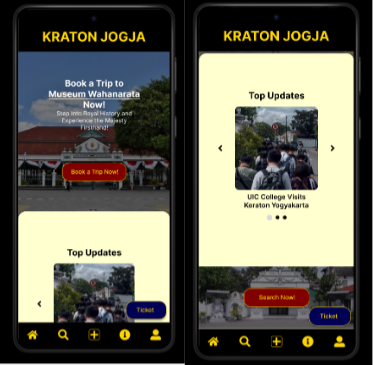 KRATON JOGJA
Book a Trip to
Museum Wahanarata
Now!
Step into Royal History and
Experience the Majesty
Firsthand!
Book a Trip Now!
Top Updates
Ticket
KRATON JOGJA
Top Updates
UIC College Visits
Keraton Yogyakarta
Search Now!
Ticket